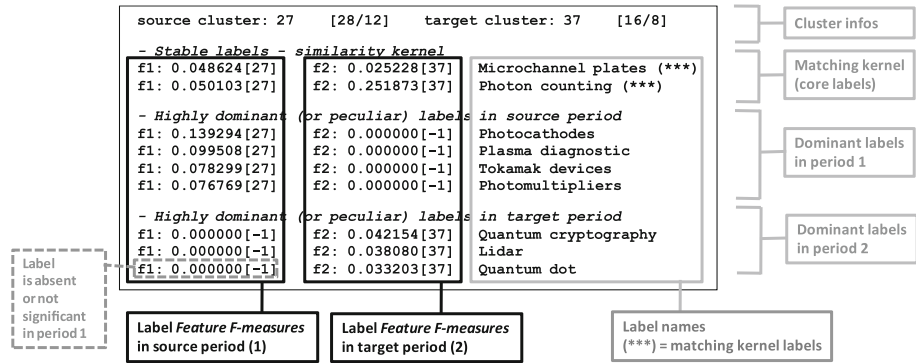 source cluster: 27 [28/12] target cluster: 37 [16/8]
- Stable labels - similarity kernel
f1: 0.048624[27] f2: 0.025228[37] Microchannel plates (***)
f1: 0.050103[27] f2: 0.251873[37] Photon counting (***)
- Highly dominant (or peculiar) labels in source period
f1: 0.139294[27] f2: 0.000000[-1] Photocathodes
f1: 0.099508[27] f2: 0.000000[-1] Plasma diagnostic
f1: 0.078299[27] f2: 0.000000[-1] Tokamak devices
f1: 0.076769[27] f2: 0.000000[-1] Photomultipliers
- Highly dominant (or peculiar) labels in target period
f1: 0.000000[-1] f2: 0.042154[37] Quantum cryptography
f1: 0.000000[-1] f2: 0.038080[37] Lidar
f1: 0.000000[-1] f2: 0.033203[37] Quantum dot
Cluster infos
Matching kernel
(core labels)
Dominant labels
in period 1
Dominant labels
in period 2
Label
is absent
or not
significant
in period 1
Label Feature F-measures
in source period (1)
Label Feature F-measures
in target period (2)
Label names
(***) = matching kernel labels